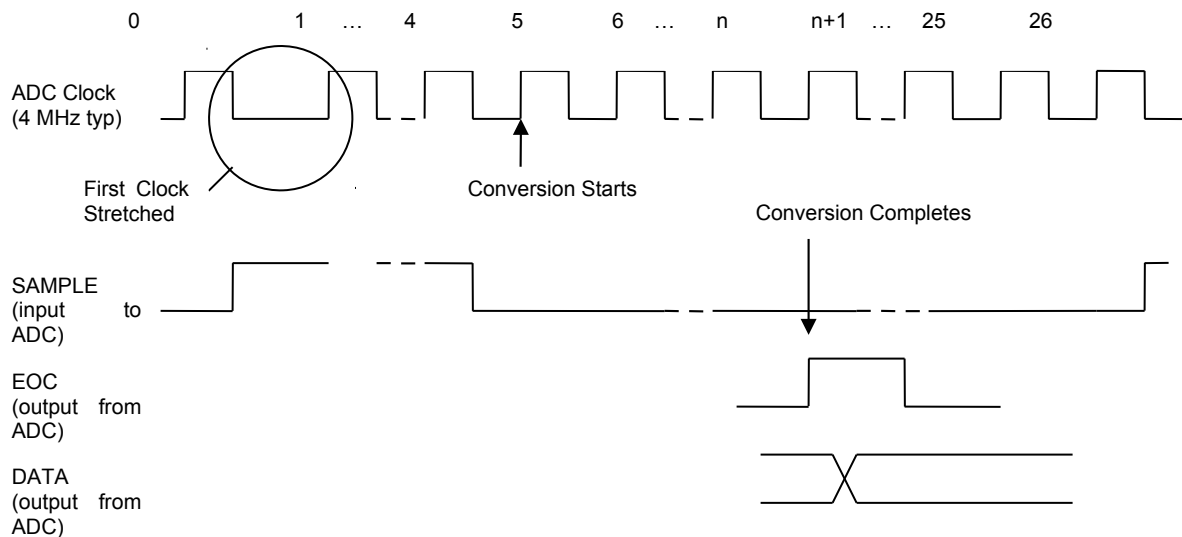 0 1 … 4 5 6 … n n+1 … 25 26
ADC Clock
(4 MHz typ)
First Clock
Stretched
Conversion Starts
Conversion Completes
SAMPLE
(input to
ADC)
EOC
(output from
ADC)
DATA
(output from
ADC)